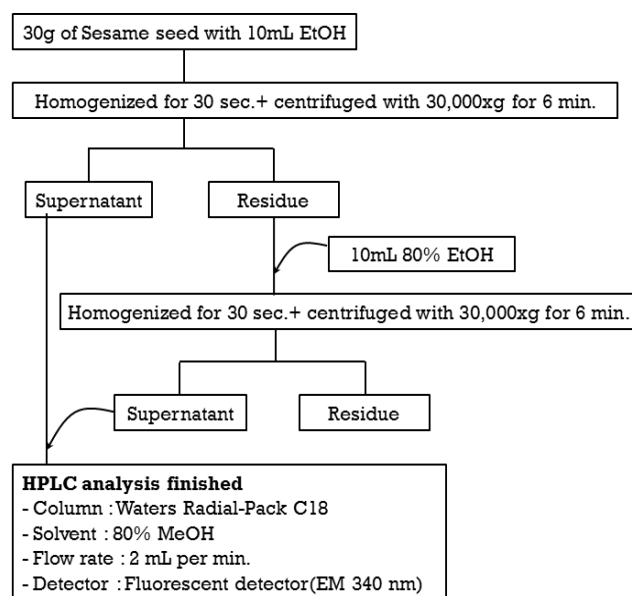 30g of Sesame seed with 10mL EtOH
Homogenized for 30 sec.+ centrifuged with 30,000xg for 6 min.
Supernatant
Residue
10mL 80% EtOH
Homogenized for 30 sec.+ centrifuged with 30,000xg for 6 min.
Supernatant
Residue
HPLC analysis finished
- Column : Waters Radial-Pack C18
- Solvent : 80% MeOH
- Flow rate : 2 mL per min.
- Detector : Fluorescent detector(EM 340 nm)